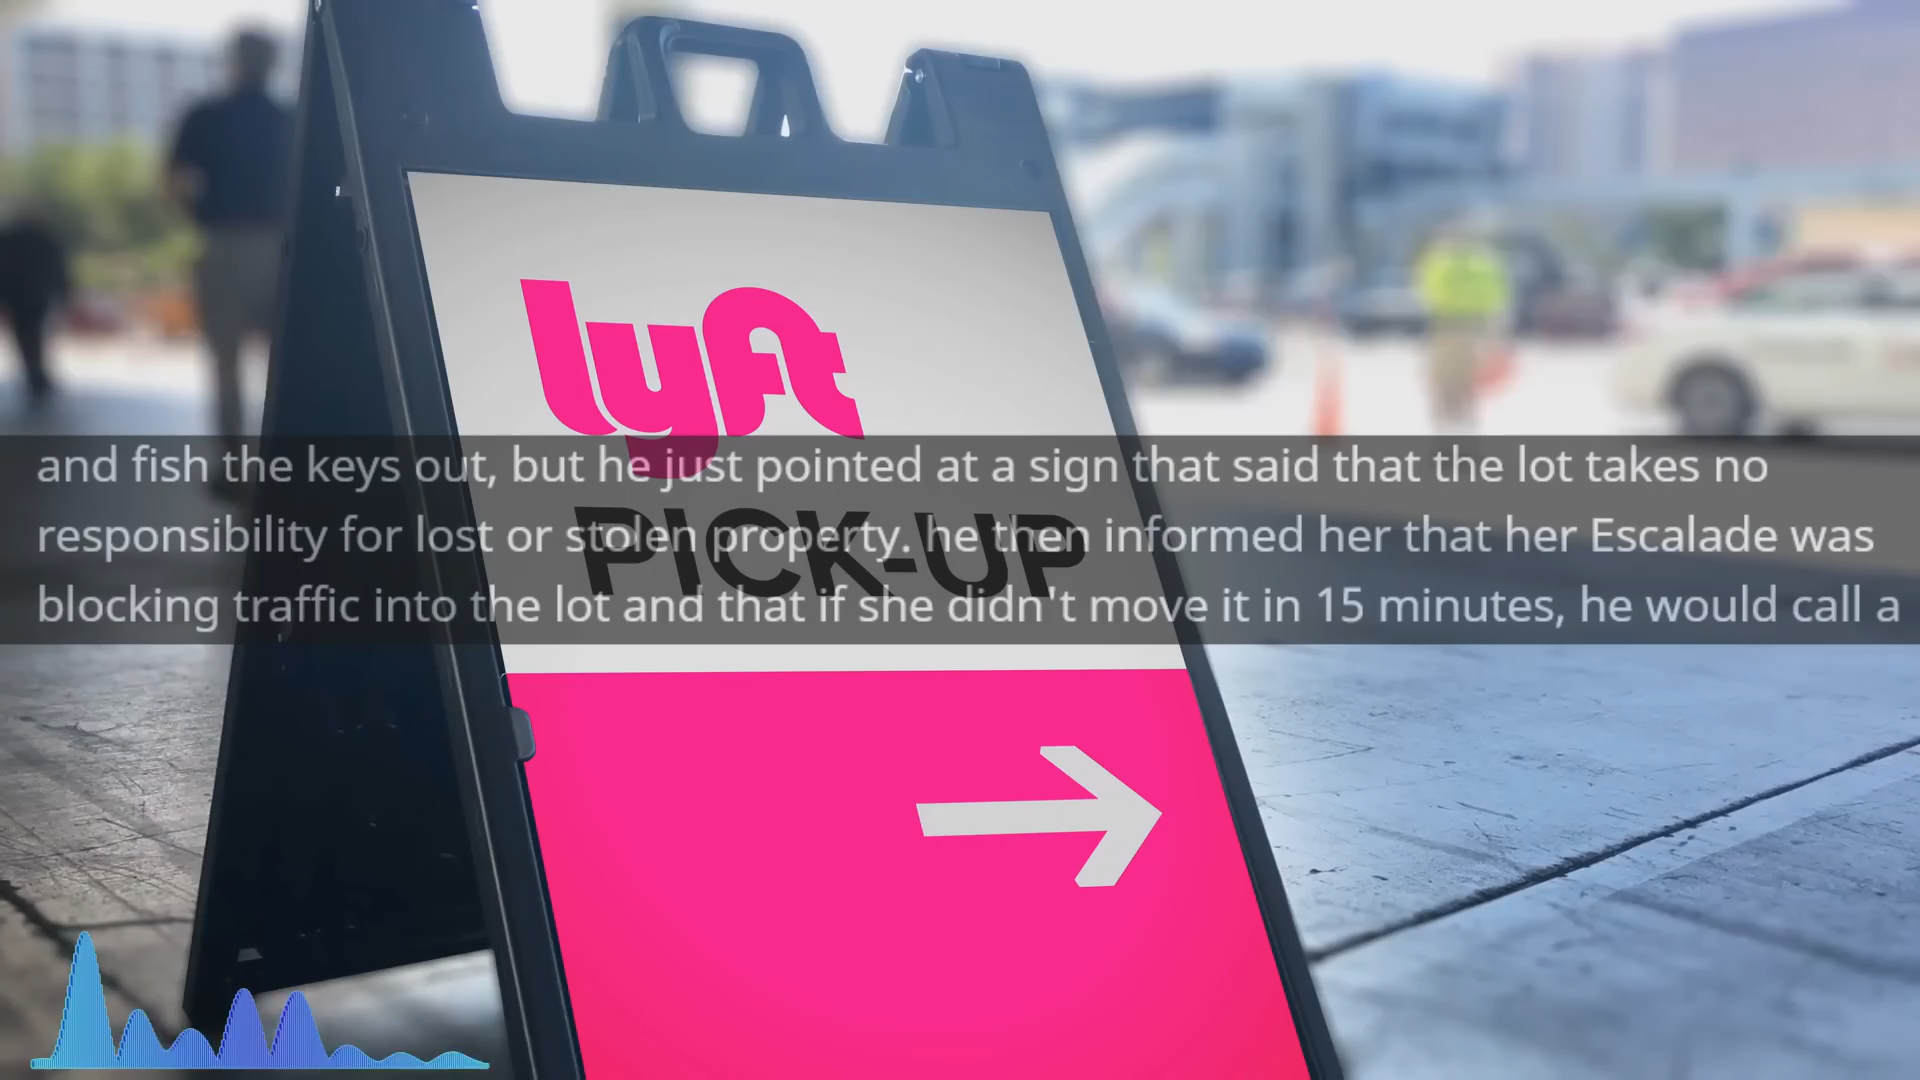 lyft
PICK-UP
and fish the keys out, but he just pointed at a sign that said that the lot takes no
responsibility for lost or stolen property. he then informed her that her Escalade was
blocking traffic into the lot and that if she didn't move it in 15 minutes, he would call a